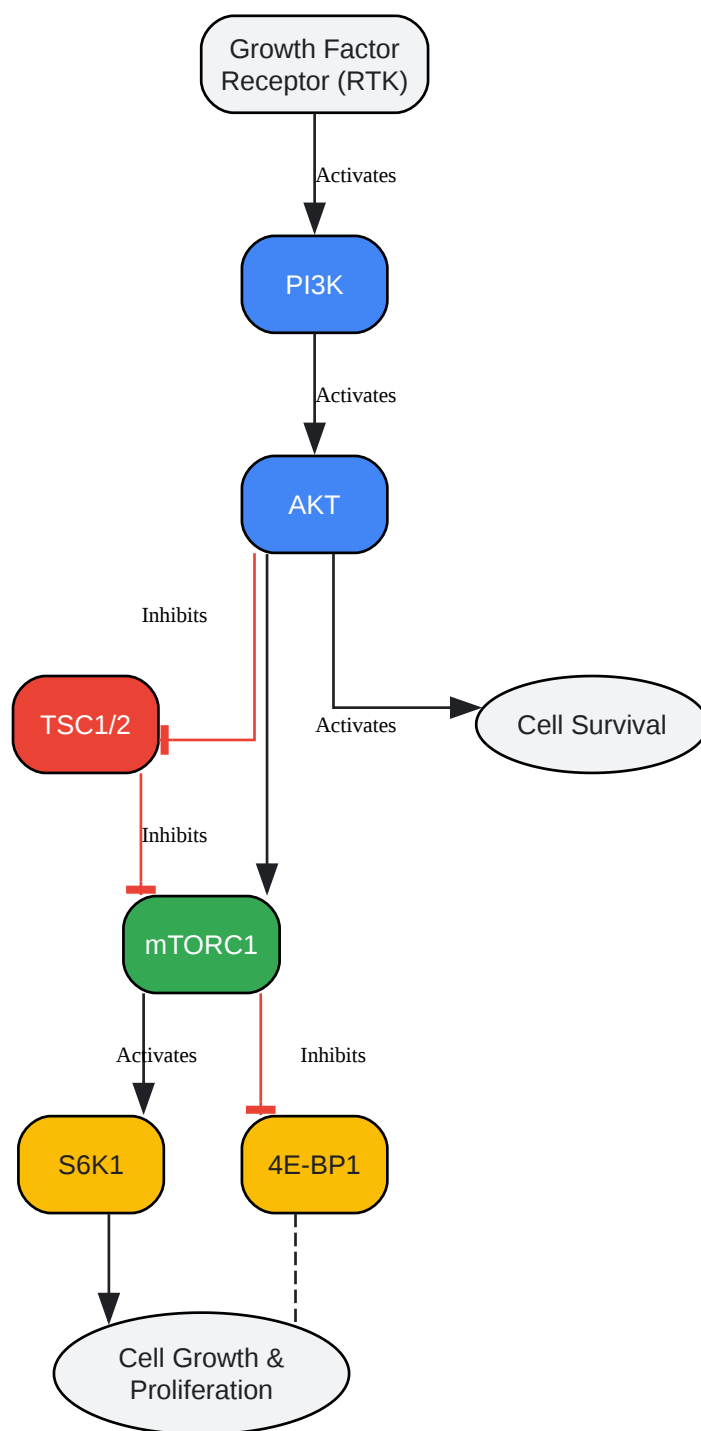 Growth Factor
Receptor (RTK)
Activates
PI3K
Activates
AKT
Inhibits
TSC1/2
Activates
Cell Survival
Inhibits
mTORC1
Activates
Inhibits
S6K1
4E-BP1
Cell Growth &
Proliferation